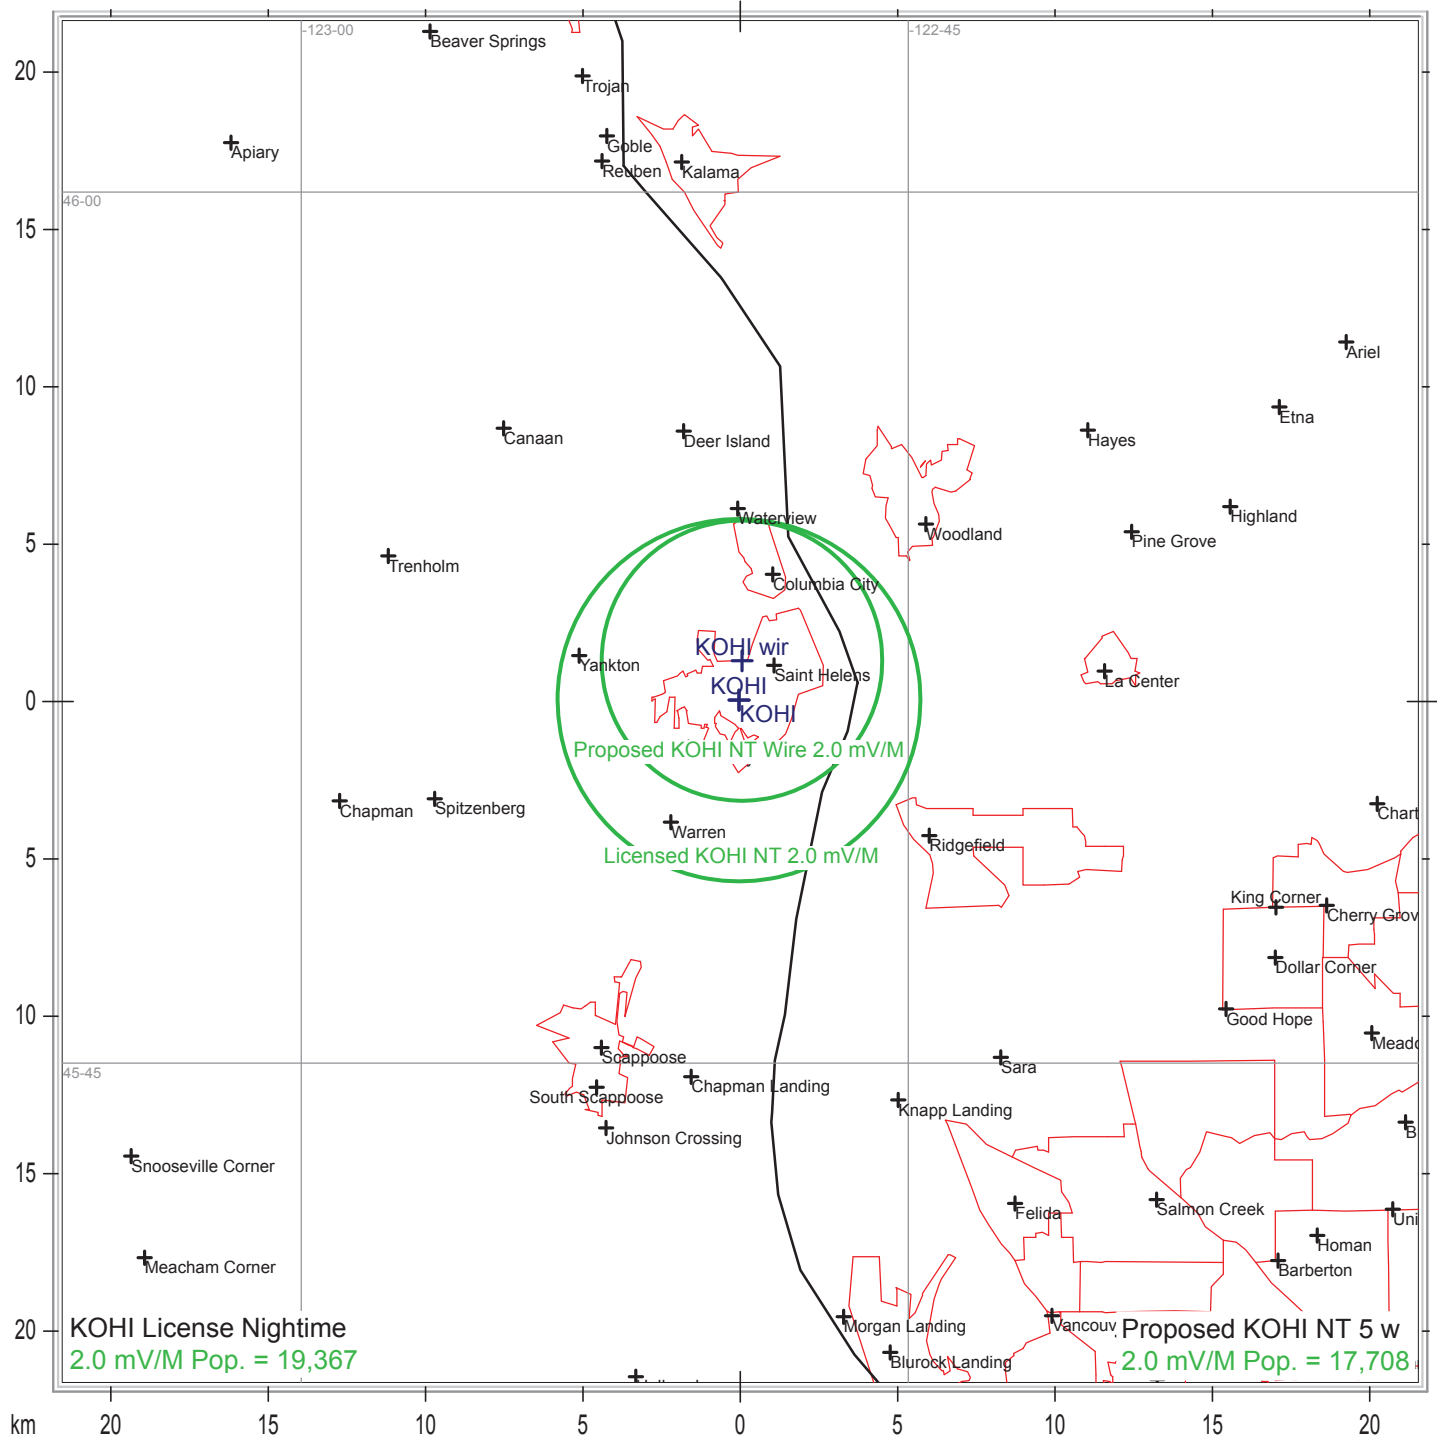 -123-00
-122-45
Beaver Springs
20
Trojan
Goble
Apiary
Reuben
Kalama
46-00
15
Ariel
10
Etna
Canaan
Deer Island
Hayes
Highland
Waterview
Woodland
Pine Grove
5
Trenholm
Columbia City
KOHI wir
Yankton
Saint Helens
La Center
KOHI
0
KOHI
Proposed KOHI NT Wire 2.0 mV/M
Chapman
Spitzenberg
Chart
Warren
Ridgefield
5
Licensed KOHI NT 2.0 mV/M
King Corner
Cherry Grov
Dollar Corner
10
Good Hope
Meado
Scappoose
Sara
45-45
Chapman Landing
South Scappoose
Knapp Landing
Johnson Crossing
B
15
Snooseville Corner
Salmon Creek
Felida
Uni
Homan
Meacham Corner
Barberton
20
KOHI License Nightime
Morgan Landing
Vancouv
Proposed KOHI NT 5 w
2.0 mV/M Pop. = 19,367
Blurock Landing
2.0 mV/M Pop. = 17,708
km
20
15
10
5
0
5
10
15
20